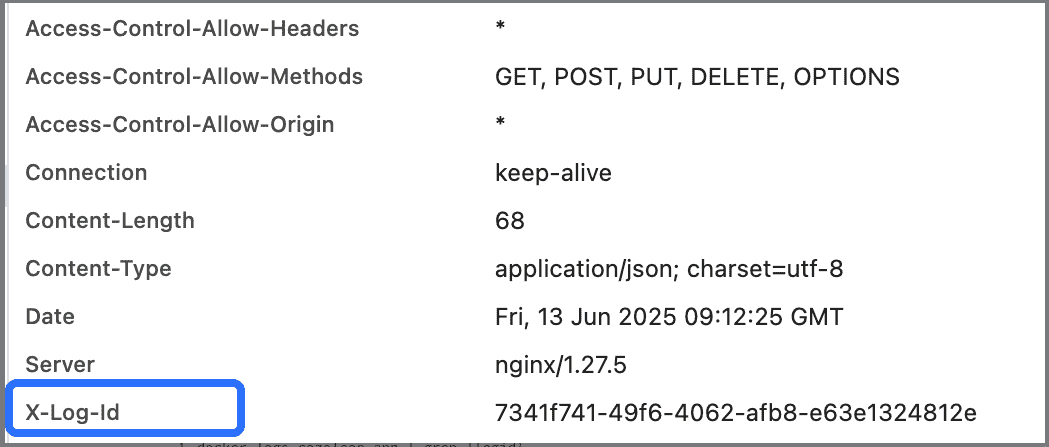 Access-Control-Allow-Headers *
Access-Control-Allow-Methods GET, POST, PUT, DELETE, OPTIONS
Access-Control-Allow-Origin *
Connection keep-alive
Content-Length 68
Content-Type application/json; charset=utf-8
Date Fri, 13 Jun 2025 09:12:25 GMT
Server nginx/1.27.5
X-Log-Id 7341f741-49f6-4062-afb8-e63e1324812e